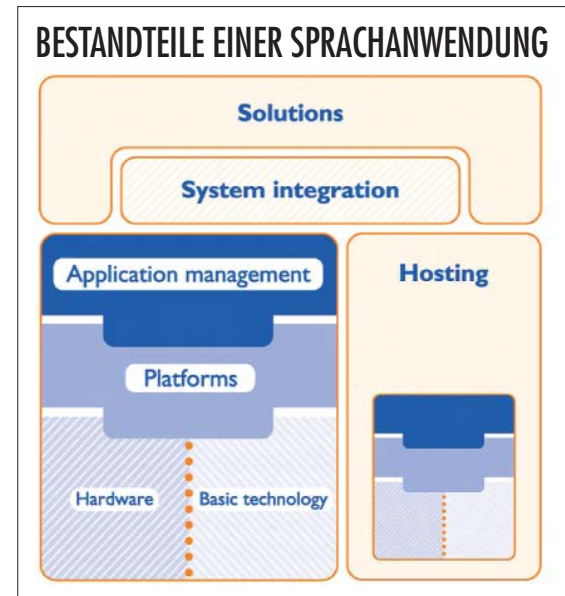 BESTANDTEILE EINER SPRACHANWENDUNG
Solutions
System integration
Application management
Platforms
Hardware
Basic technology
Hosting